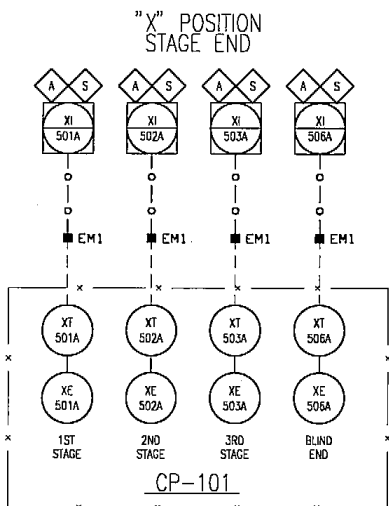 "X" POSITION
STAGE END
A S A S A S A S
XI XI XI XI
501A 502A 503A 506A
EM1 EM1 EM1 EM1
XT XT XT XT
501A 502A 503A 506A
XE XE XE XE
501A 502A 503A 506A
1ST 2ND 3RD BLIND
STAGE STAGE STAGE END
CP-101